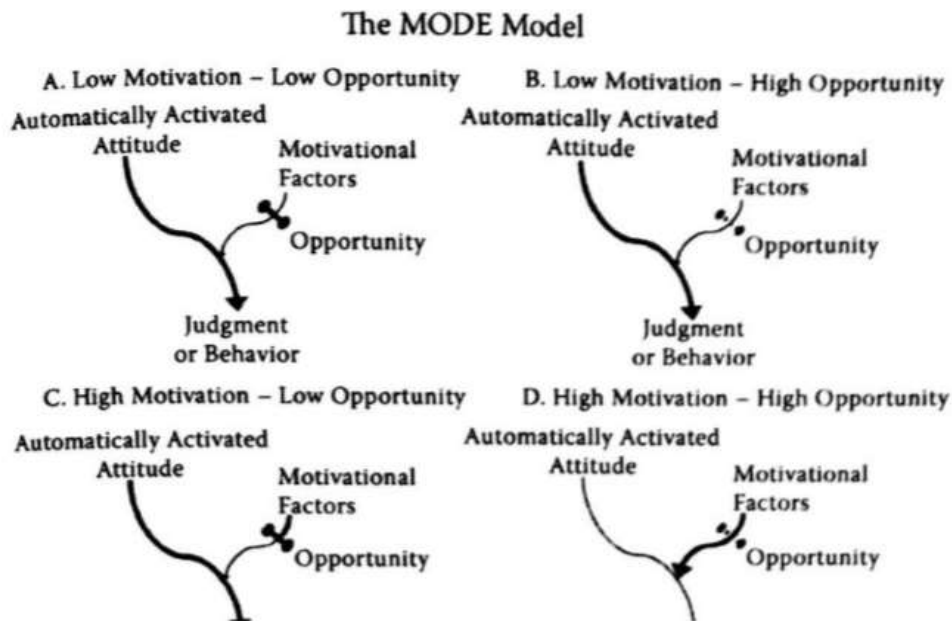 The MODE Model
A. Low Motivation – Low Opportunity
Automatically Activated
Attitude
Motivational
Factors
Opportunity
Judgment
or Behavior
B. Low Motivation – High Opportunity
Automatically Activated
Attitude
Motivational
Factors
Opportunity
Judgment
or Behavior
C. High Motivation – Low Opportunity
Automatically Activated
Attitude
Motivational
Factors
Opportunity
D. High Motivation – High Opportunity
Automatically Activated
Attitude
Motivational
Factors
Opportunity